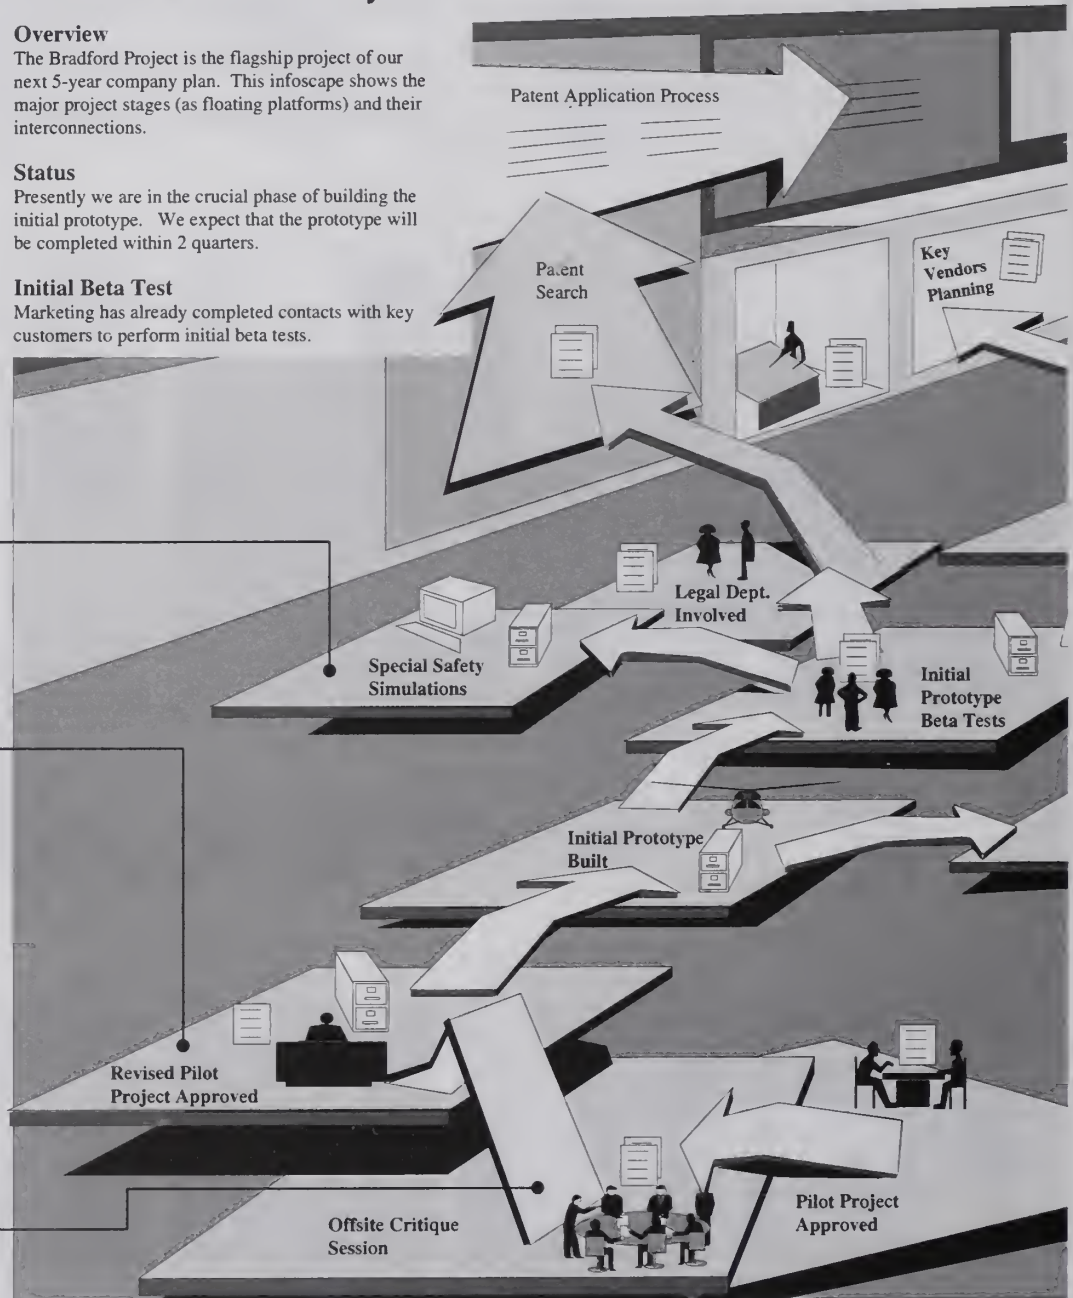 Overview
The Bradford Project is the flagship project of our
next 5-year company plan. This infoscape shows the
major project stages (as floating platforms) and their
interconnections.
Status
Presently we are in the crucial phase of building the
initial prototype. We expect that the prototype will
be completed within 2 quarters.
Initial Beta Test
Marketing has already completed contacts with key
customers to perform initial beta tests.
Patent Application Process
Patent
Search
Key
Vendors
Planning
Legal Dept.
Involved
Special Safety
Simulations
Initial
Prototype
Beta Tests
Initial Prototype
Built
Revised Pilot
Project Approved
Pilot Project
Approved
Offsite Critique
Session